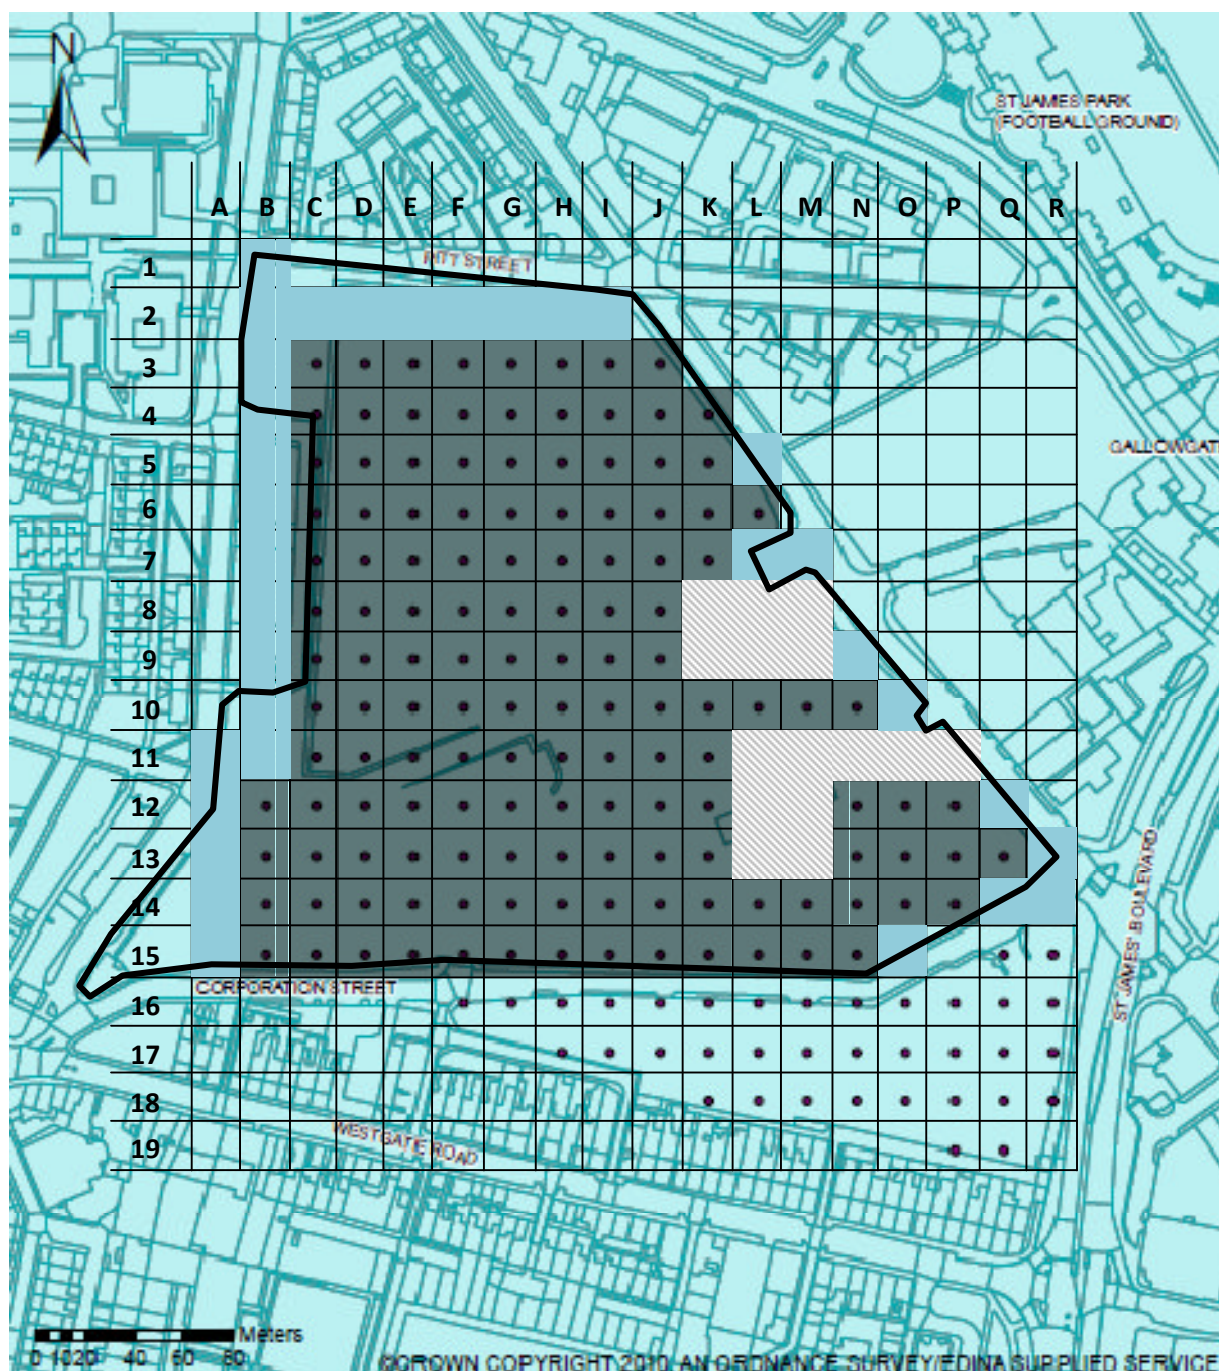 N
ST JAMES PARK
(FOOTBALL GROUND)
A B C D E F G H I J K L M N O P Q R
PITT STREET
1
2
3
4
GALLOWGATE
5
6
7
8
9
10
11
12
13
14
15
ST JAMES' BOULEVARD
CORPORATION STREET
16
17
18
19
WESTGATE ROAD
Meters
0 10 20 40 60 80
©CROWN COPYRIGHT 2010. AN ORDNANCE SURVEY/EDINA SUPPLIED SERVICE